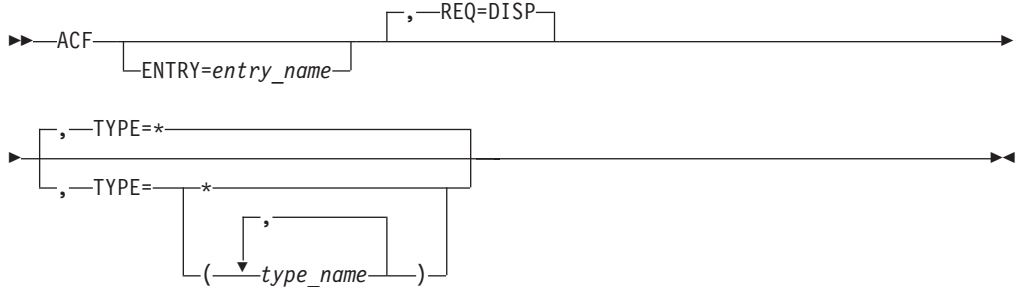 ,—REQ=DISP
ACF
ENTRY=entry_name
,—TYPE=*
,—TYPE= *
,
( type_name )